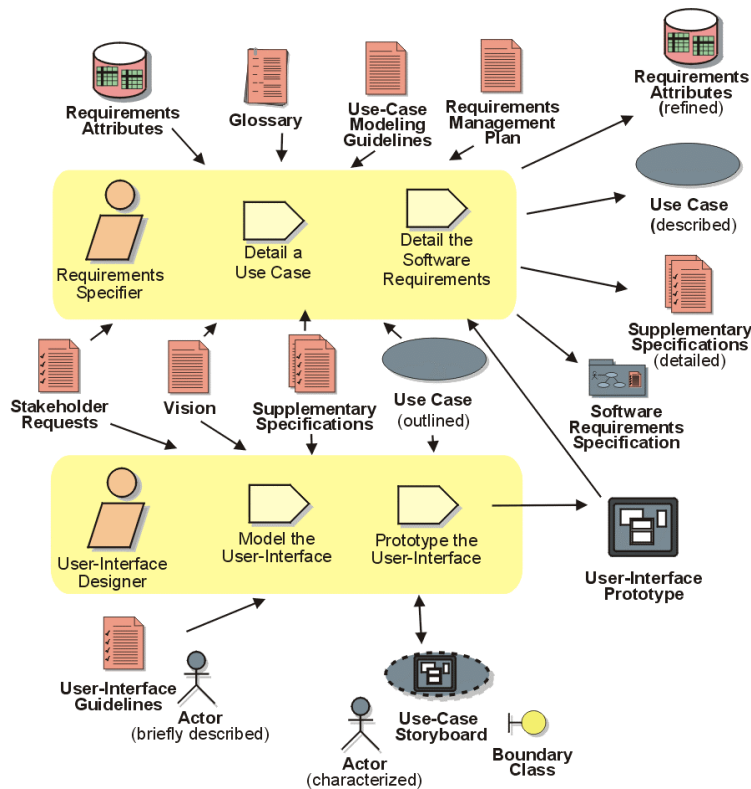 Requirements
Attributes
Glossary
Use-Case
Modeling
Guidelines
Requirements
Management
Plan
Requirements
Attributes
(refined)
Requirements
Specifier
Detail a
Use Case
Detail the
Software
Requirements
Use Case
(described)
Supplementary
Specifications
(detailed)
Stakeholder
Requests
Vision
Supplementary
Specifications
Use Case
(outlined)
Software
Requirements
Specification
User-Interface
Designer
Model the
User-Interface
Prototype the
User-Interface
User-Interface
Prototype
User-Interface
Guidelines
Actor
(briefly described)
Use-Case
Storyboard
Actor
(characterized)
Boundary
Class